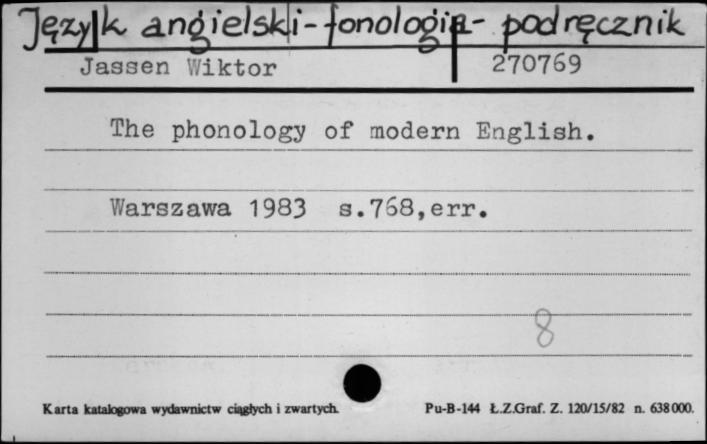 Język angielski-fonologia- podręcznik
Jassen Wiktor 270769
The phonology of modern English.
Warszawa 1983 s.768,err.
8
Karta katalogowa wydawnictw ciągłych i zwartych. Pu-B-144 Ł.Z.Graf. Z. 120/15/82 n. 638000.